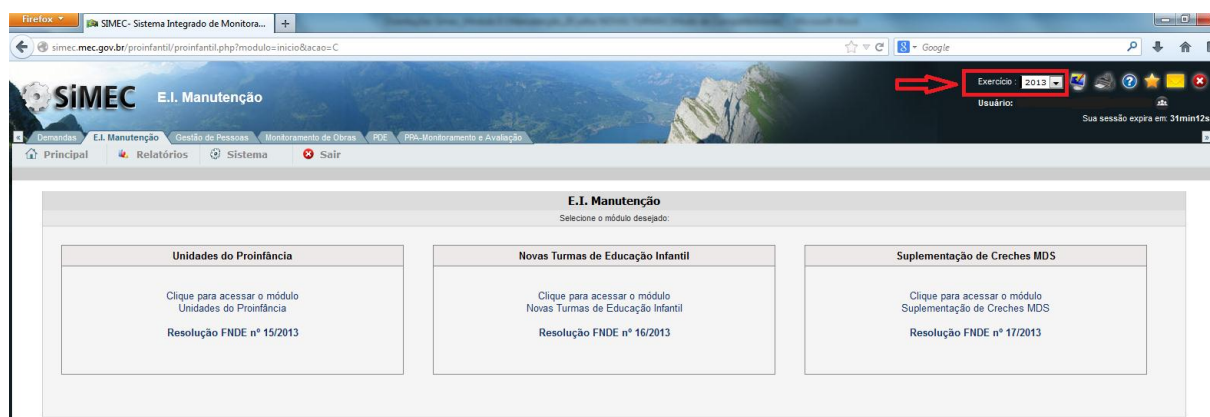 Firefox
SIMEC- Sistema Integrado de Monitora...
simec.mec.gov.br/proinfantil/proinfantil.php?modulo=inicio&acao=C
Google
SiMEC E.I. Manutenção
Exercício : 2013
Usuário:
Sua sessão expira em: 31min12s
Demandas E.I. Manutenção Gestão de Pessoas Monitoramento de Obras PDE PPA-Monitoramento e Avaliação
Principal Relatórios Sistema Sair
E.I. Manutenção
Selecione o módulo desejado:
Unidades do Proinfância
Clique para acessar o módulo
Unidades do Proinfância
Resolução FNDE nº 15/2013
Novas Turmas de Educação Infantil
Clique para acessar o módulo
Novas Turmas de Educação Infantil
Resolução FNDE nº 16/2013
Suplementação de Creches MDS
Clique para acessar o módulo
Suplementação de Creches MDS
Resolução FNDE nº 17/2013